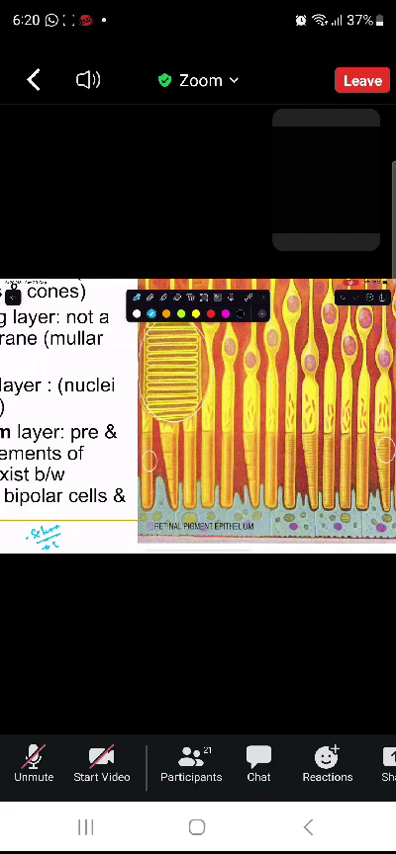 6:20
37%
Zoom
Leave
cones)
g layer: not a
rane (mullar
layer : (nuclei
)
m layer: pre &
ements of
xist b/w
bipolar cells &
RETINAL PIGMENT EPITHELIUM
Unmute
Start Video
21
Participants
Chat
Reactions
Sha